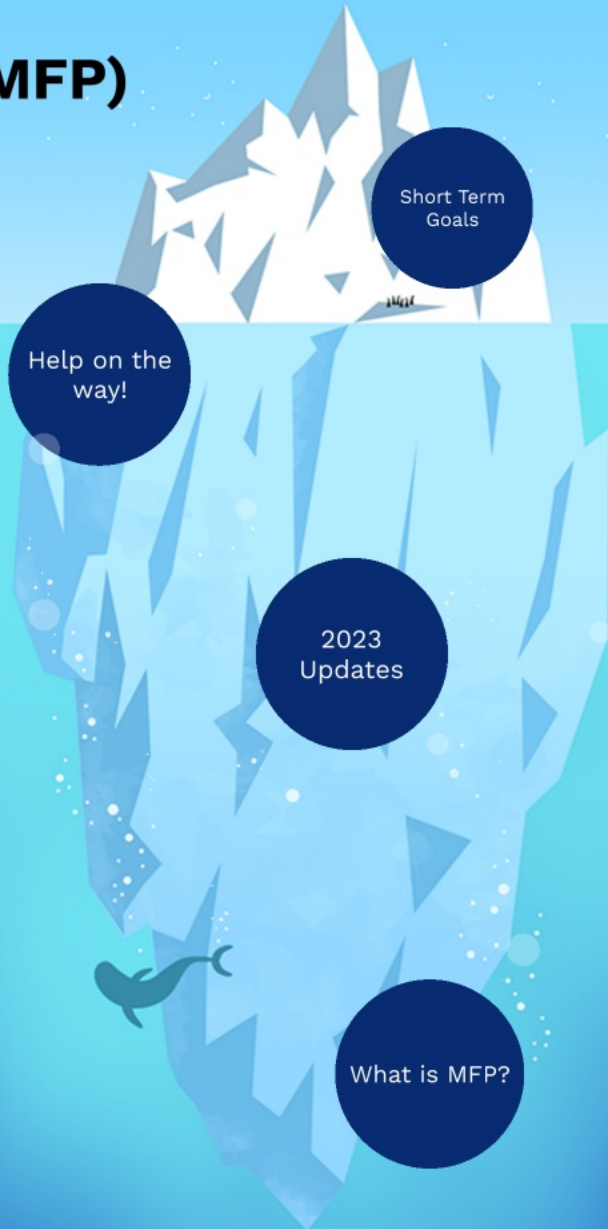 MFP)
Short Term
Goals
Help on the
way!
2023
Updates
What is MFP?